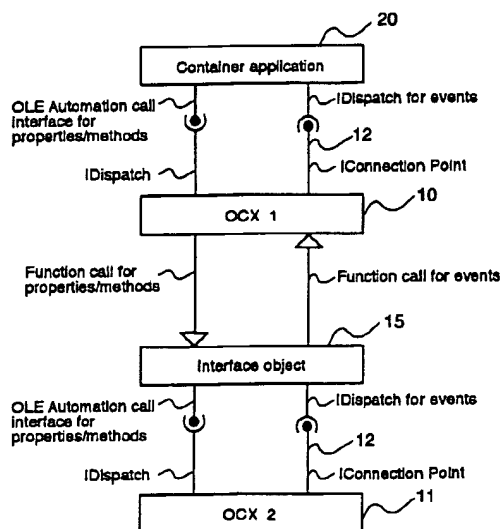 20
Container application
OLE Automation call
interface for
properties/methods
IDispatch for events
12
IDispatch
IConnection Point
10
OCX 1
Function call for
properties/methods
Function call for events
15
Interface object
OLE Automation call
interface for
properties/methods
IDispatch for events
12
IDispatch
IConnection Point
OCX 2
11